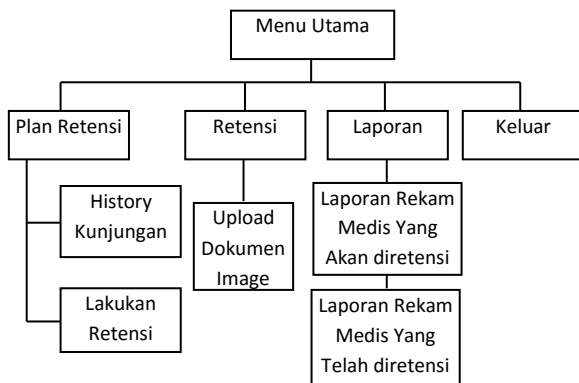 Menu Utama
Plan Retensi
Retensi
Laporan
Keluar
History
Kunjungan
Lakukan
Retensi
Upload
Dokumen
Image
Laporan Rekam
Medis Yang
Akan diretensi
Laporan Rekam
Medis Yang
Telah diretensi